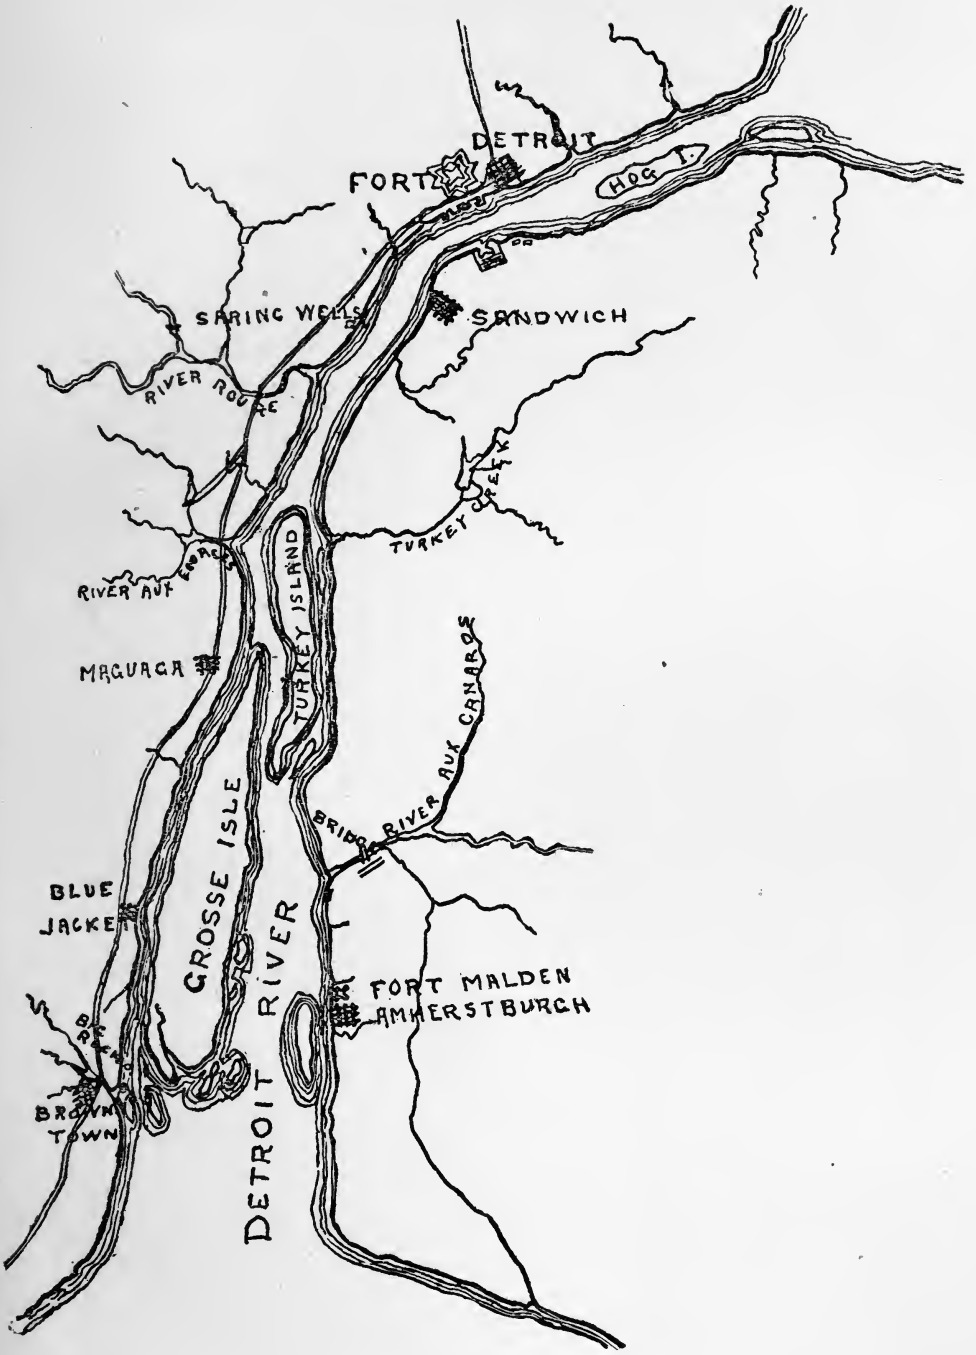 DETROIT
FORT
HOG I.
SPRING WELLS
SANDWICH
RIVER ROUGE
TURKEY CREEK
RIVER AUX ECORCES
TURKEY ISLAND
MAGUAGA
RIVER AUX CANARDS
BRIDG
GROSSE ISLE
BLUE
JACKE
DETROIT RIVER
FORT MALDEN
AMHERSTBURGH
BROWN
TOWN